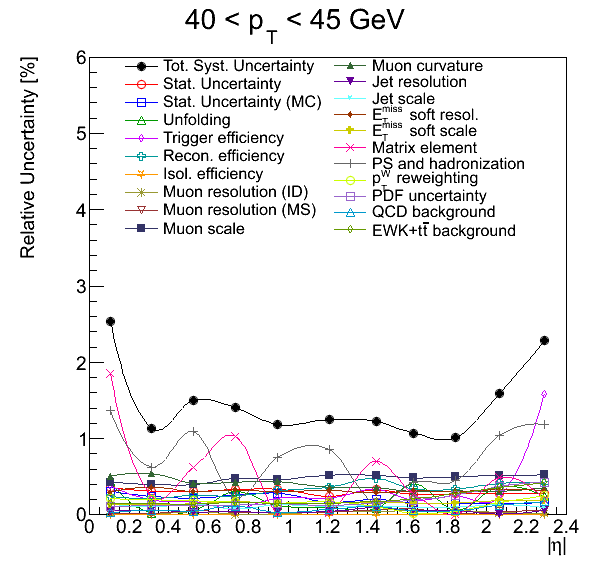 40 < p_T < 45 GeV
Relative Uncertainty [%]
6
5
4
3
2
1
0
Tot. Syst. Uncertainty
Stat. Uncertainty
Stat. Uncertainty (MC)
Unfolding
Trigger efficiency
Recon. efficiency
Isol. efficiency
Muon resolution (ID)
Muon resolution (MS)
Muon scale
Muon curvature
Jet resolution
Jet scale
E_T^miss soft resol.
E_T^miss soft scale
Matrix element
PS and hadronization
p_T^W reweighting
PDF uncertainty
QCD background
EWK+tt̄ background
0 0.2 0.4 0.6 0.8 1 1.2 1.4 1.6 1.8 2 2.2 2.4
|η|